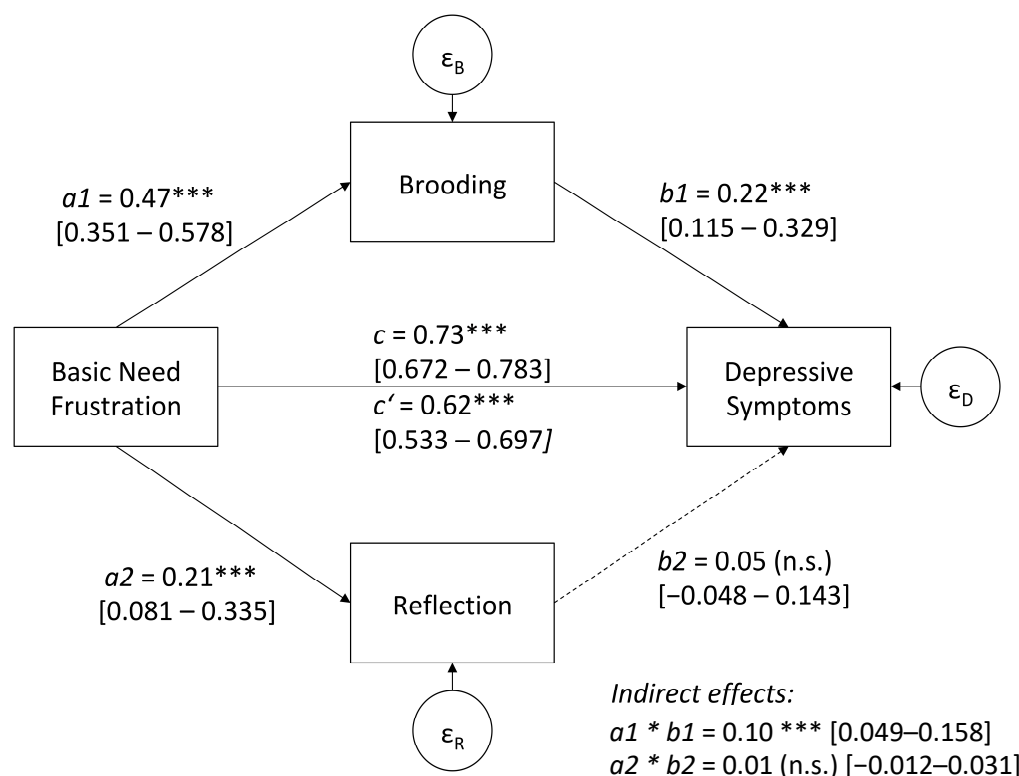 ε_B
Brooding
a1 = 0.47***
[0.351 – 0.578]
b1 = 0.22***
[0.115 – 0.329]
Basic Need
Frustration
c = 0.73***
[0.672 – 0.783]
c‘ = 0.62***
[0.533 – 0.697]
Depressive
Symptoms
ε_D
a2 = 0.21***
[0.081 – 0.335]
Reflection
b2 = 0.05 (n.s.)
[−0.048 – 0.143]
ε_R
Indirect effects:
a1 * b1 = 0.10 *** [0.049–0.158]
a2 * b2 = 0.01 (n.s.) [−0.012–0.031]